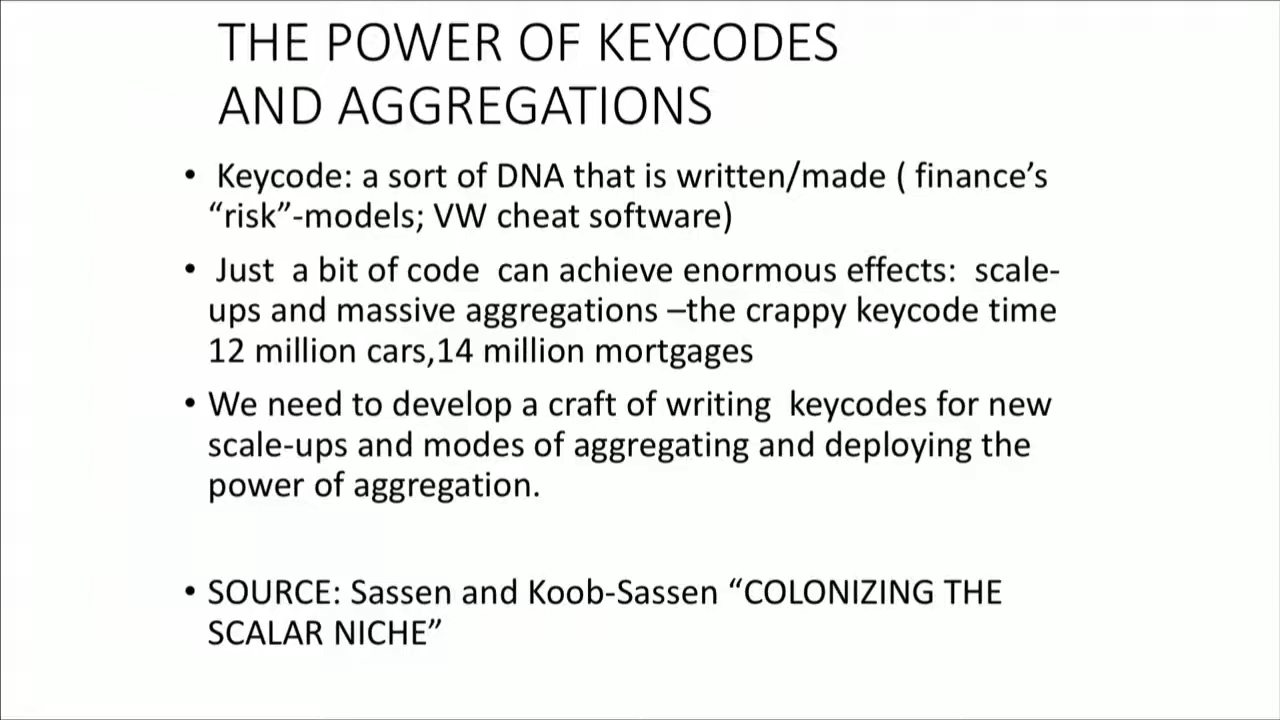 THE POWER OF KEYCODES
AND AGGREGATIONS
• Keycode: a sort of DNA that is written/made ( finance’s
“risk”-models; VW cheat software)
• Just a bit of code can achieve enormous effects: scale-
ups and massive aggregations –the crappy keycode time
12 million cars,14 million mortgages
• We need to develop a craft of writing keycodes for new
scale-ups and modes of aggregating and deploying the
power of aggregation.
• SOURCE: Sassen and Koob-Sassen “COLONIZING THE
SCALAR NICHE”